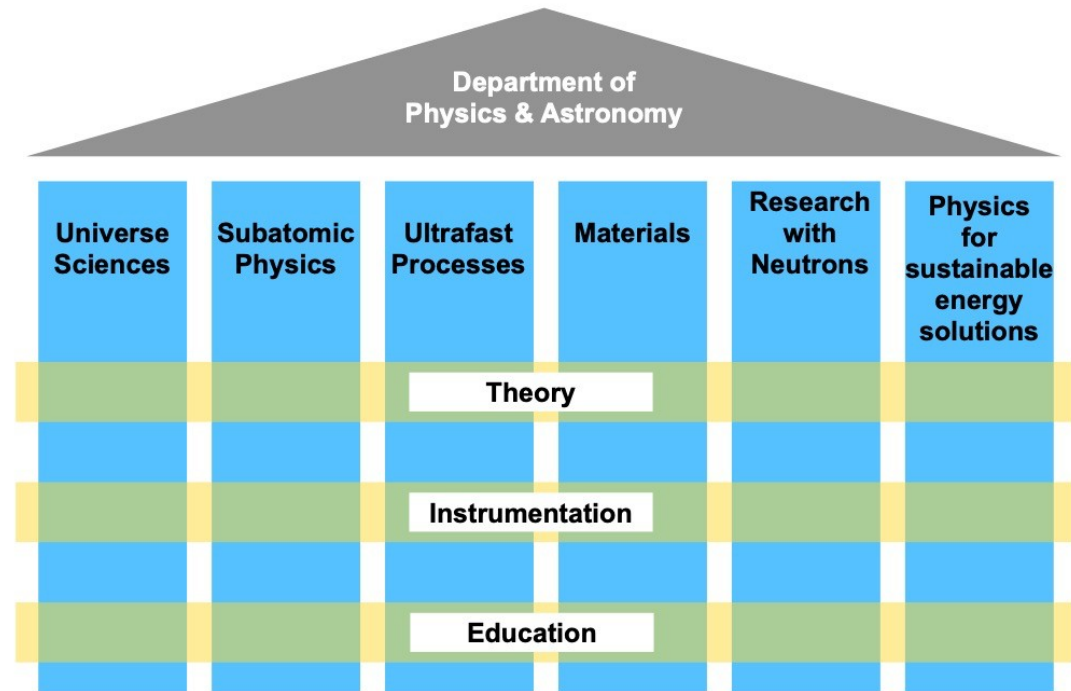 Department of
Physics & Astronomy
Universe
Sciences
Subatomic
Physics
Ultrafast
Processes
Materials
Research
with
Neutrons
Physics
for
sustainable
energy
solutions
Theory
Instrumentation
Education